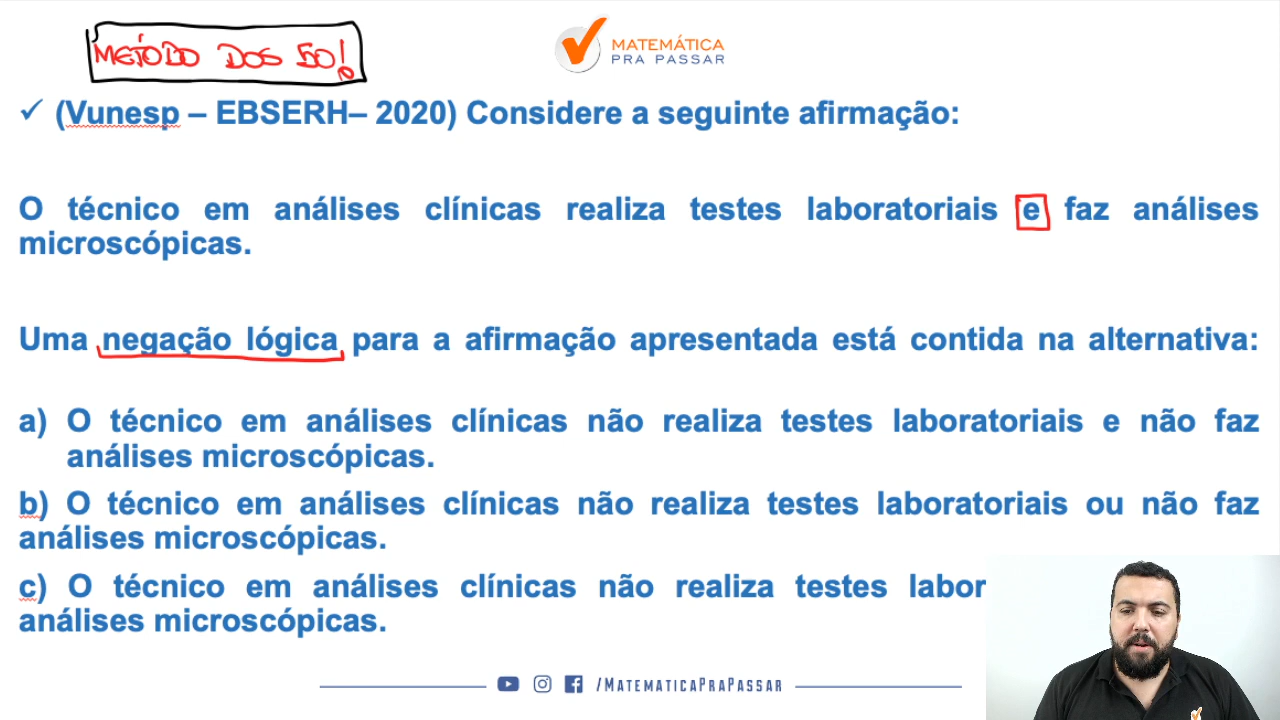 METÓDO DOS 50!
MATEMÁTICA
PRA PASSAR
(Vunesp – EBSERH– 2020) Considere a seguinte afirmação:
O técnico em análises clínicas realiza testes laboratoriais e faz análises
microscópicas.
Uma negação lógica para a afirmação apresentada está contida na alternativa:
a) O técnico em análises clínicas não realiza testes laboratoriais e não faz
análises microscópicas.
b) O técnico em análises clínicas não realiza testes laboratoriais ou não faz
análises microscópicas.
c) O técnico em análises clínicas não realiza testes labor
análises microscópicas.
/MATEMATICAPRAPASSAR